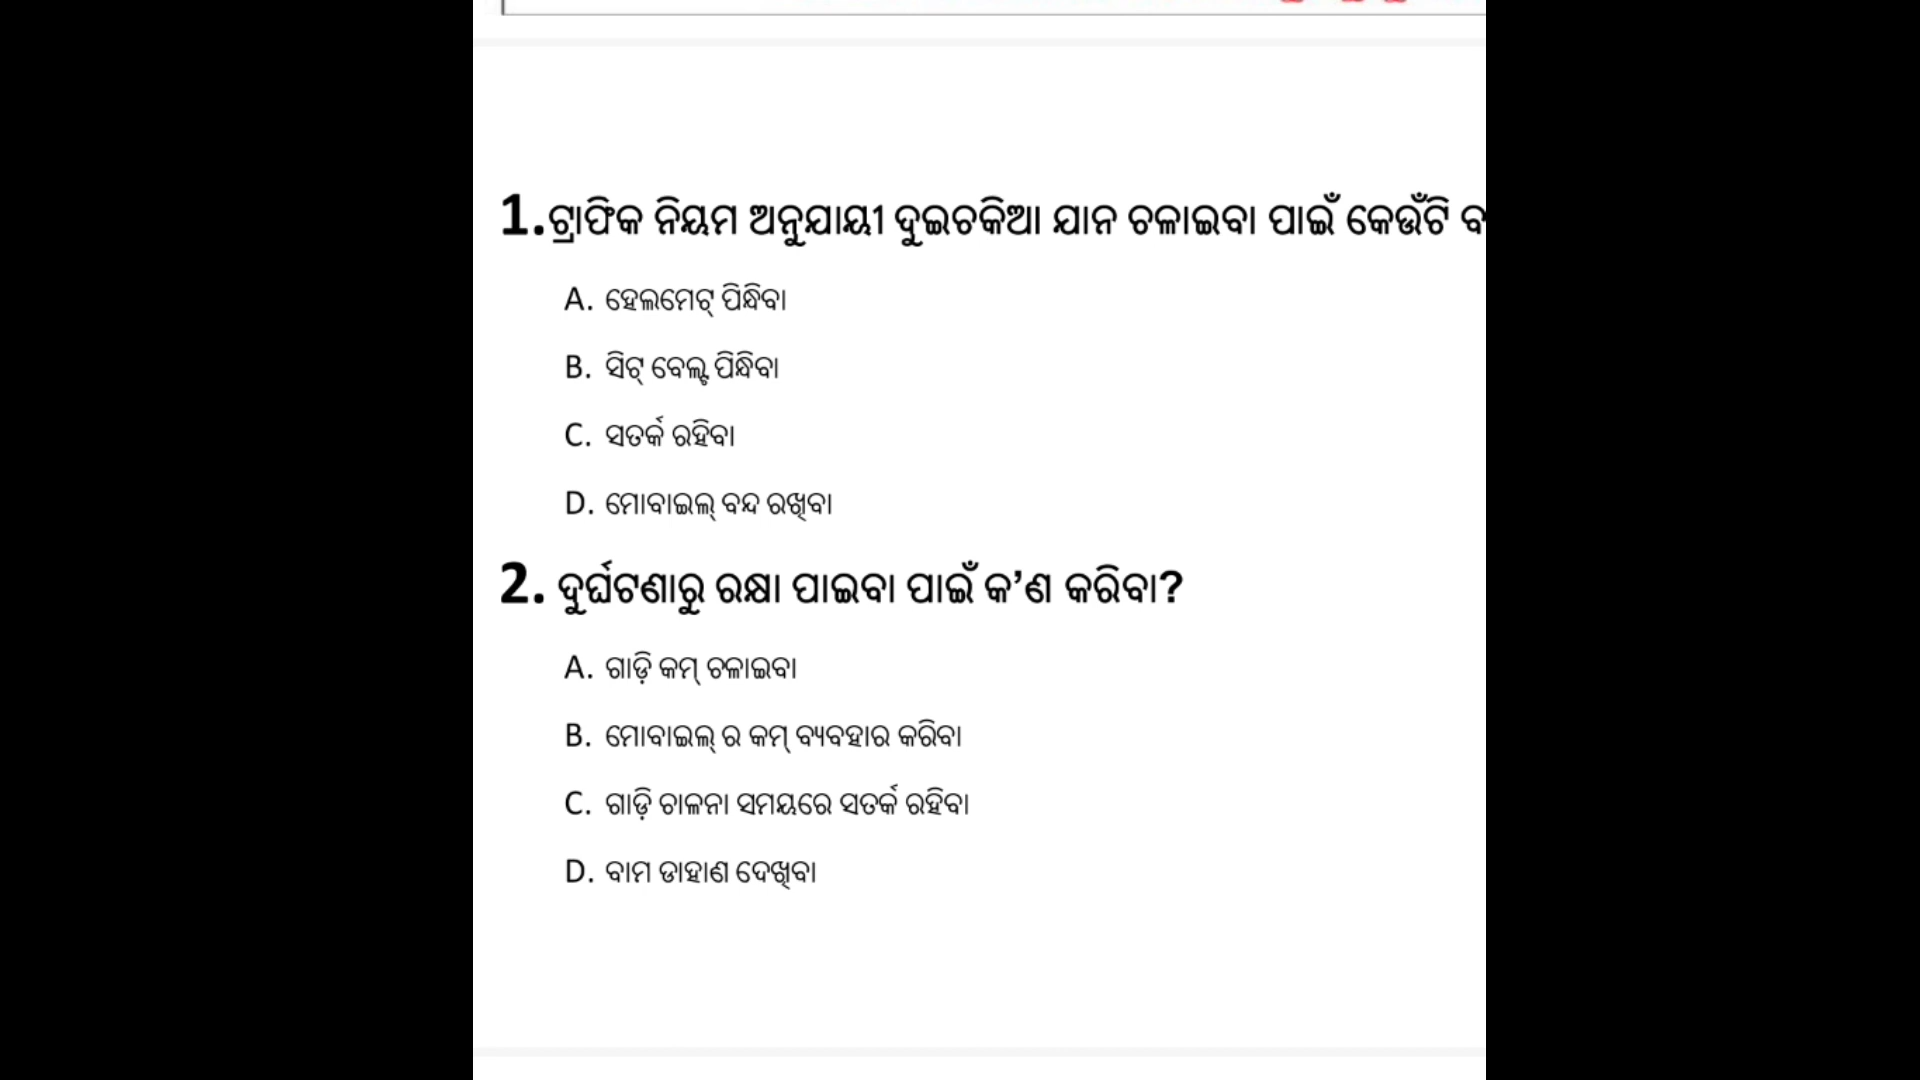 1.ଟ୍ରାଫିକ ନିୟମ ଅନୁଯାୟୀ ଦୁଇଚକିଆ ଯାନ ଚଳାଇବା ପାଇଁ କେଉଁଟି
A. ହେଲମେଟ୍ ପିନ୍ଧିବା
B. ସିଟ୍ ବେଲ୍ଟ ପିନ୍ଧିବା
C. ସତର୍କ ରହିବା
D. ମୋବାଇଲ୍ ବନ୍ଦ ରଖିବା
2. ଦୁର୍ଘଟଣାରୁ ରକ୍ଷା ପାଇବା ପାଇଁ କ’ଣ କରିବା?
A. ଗାଡ଼ି କମ୍ ଚଳାଇବା
B. ମୋବାଇଲ୍ ର କମ୍ ବ୍ୟବହାର କରିବା
C. ଗାଡ଼ି ଚାଳନା ସମୟରେ ସତର୍କ ରହିବା
D. ବାମ ଡାହାଣ ଦେଖିବା